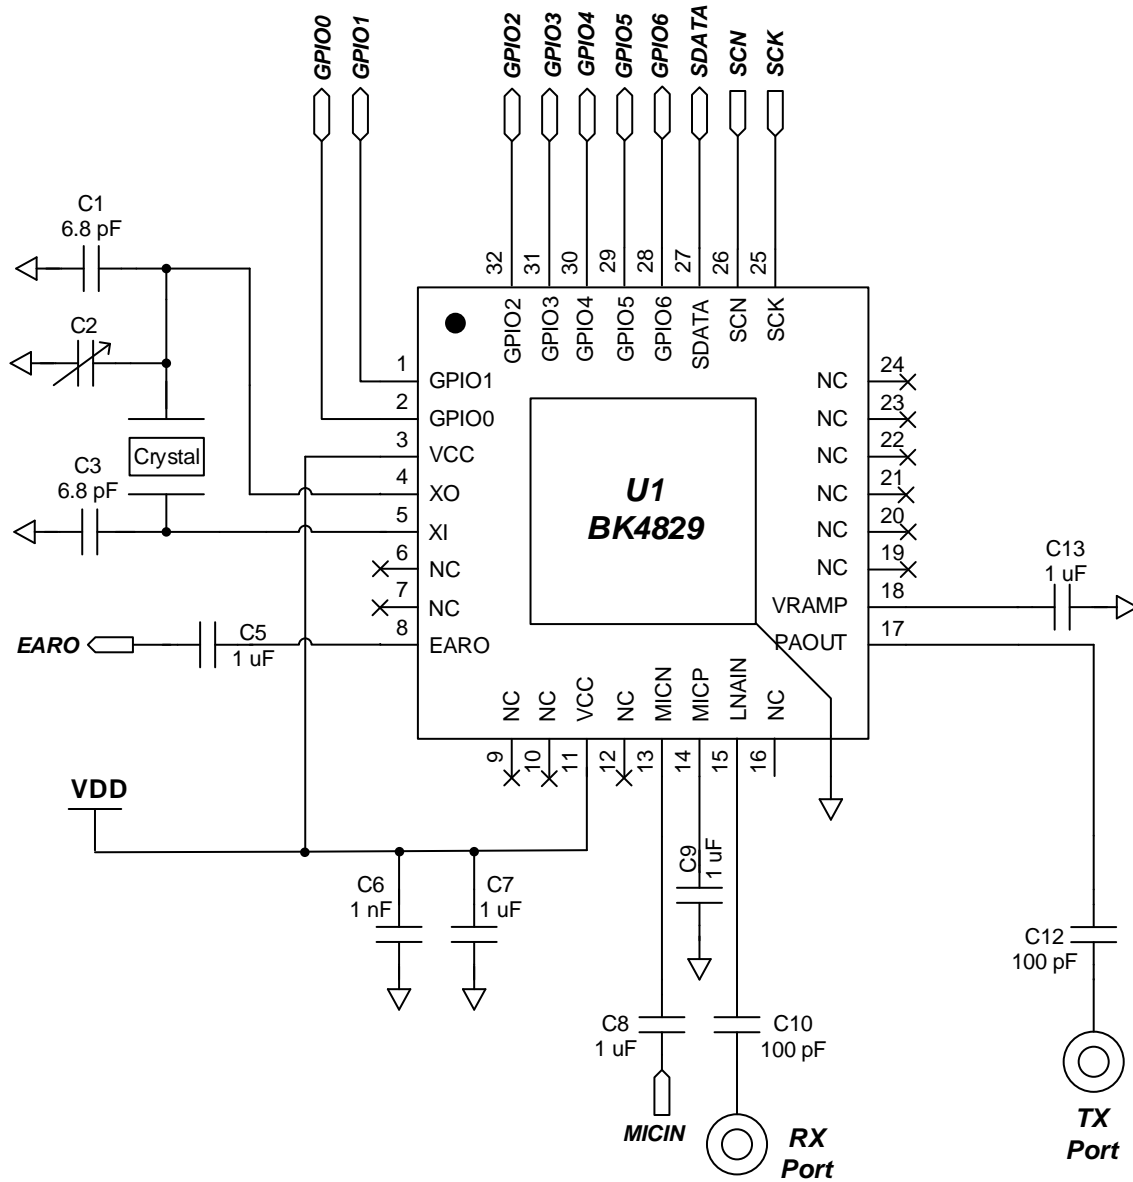 GPIO0
GPIO1
GPIO2
GPIO3
GPIO4
GPIO5
GPIO6
SDATA
SCN
SCK
C1
6.8 pF
C2
Crystal
C3
6.8 pF
32
31
30
29
28
27
26
25
GPIO2
GPIO3
GPIO4
GPIO5
GPIO6
SDATA
SCN
SCK
1
GPIO1
2
GPIO0
3
VCC
4
XO
5
XI
6
NC
7
NC
8
EARO
U1
BK4829
NC
24
NC
23
NC
22
NC
21
NC
20
NC
19
VRAMP
18
PAOUT
17
C13
1 uF
EARO
C5
1 uF
NC
NC
VCC
NC
MICN
MICP
LNAIN
NC
9
10
11
12
13
14
15
16
VDD
C6
1 nF
C7
1 uF
C9
1 uF
C8
1 uF
C10
100 pF
C12
100 pF
MICIN
RX
Port
TX
Port